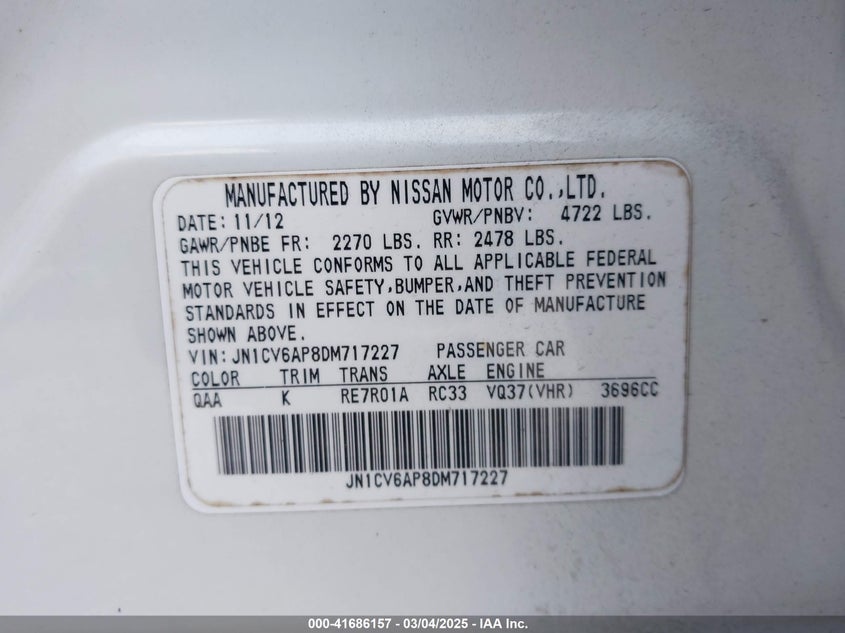 MANUFACTURED BY NISSAN MOTOR CO.,LTD.
DATE: 11/12 GVWR/PNBV: 4722 LBS.
GAWR/PNBE FR: 2270 LBS. RR: 2478 LBS.
THIS VEHICLE CONFORMS TO ALL APPLICABLE FEDERAL
MOTOR VEHICLE SAFETY,BUMPER,AND THEFT PREVENTION
STANDARDS IN EFFECT ON THE DATE OF MANUFACTURE
SHOWN ABOVE.
VIN: JN1CV6AP8DM717227 PASSENGER CAR
COLOR TRIM TRANS AXLE ENGINE
QAA K RE7R01A RC33 VQ37(VHR) 3696CC
JN1CV6AP8DM717227
000-41686157 - 03/04/2025 - IAA Inc.